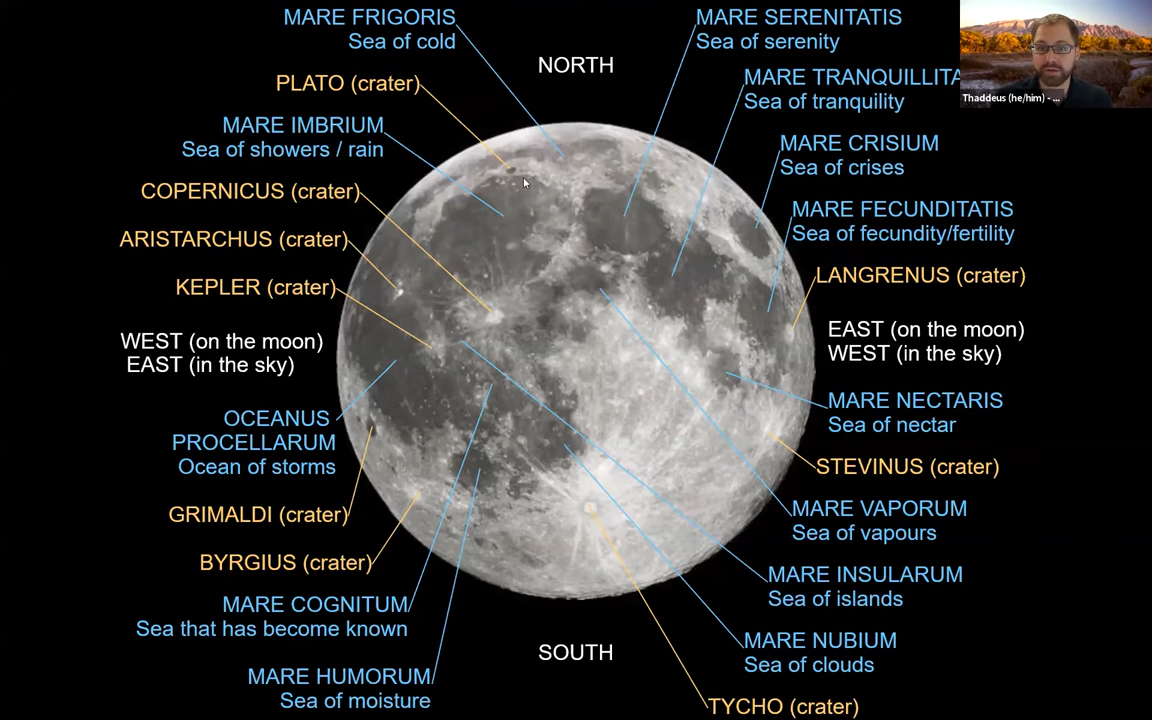 MARE FRIGORIS
Sea of cold
PLATO (crater)
MARE IMBRIUM
Sea of showers / rain
COPERNICUS (crater)
ARISTARCHUS (crater)
KEPLER (crater)
WEST (on the moon)
EAST (in the sky)
OCEANUS
PROCELLARUM
Ocean of storms
GRIMALDI (crater)
BYRGIUS (crater)
MARE COGNITUM
Sea that has become known
MARE HUMORUM
Sea of moisture
NORTH
SOUTH
MARE SERENITATIS
Sea of serenity
MARE TRANQUILLITA
Sea of tranquility
MARE CRISIUM
Sea of crises
MARE FECUNDITATIS
Sea of fecundity/fertility
LANGRENUS (crater)
EAST (on the moon)
WEST (in the sky)
MARE NECTARIS
Sea of nectar
STEVINUS (crater)
MARE VAPORUM
Sea of vapours
MARE INSULARUM
Sea of islands
MARE NUBIUM
Sea of clouds
TYCHO (crater)
Thaddeus (he/him) - ...